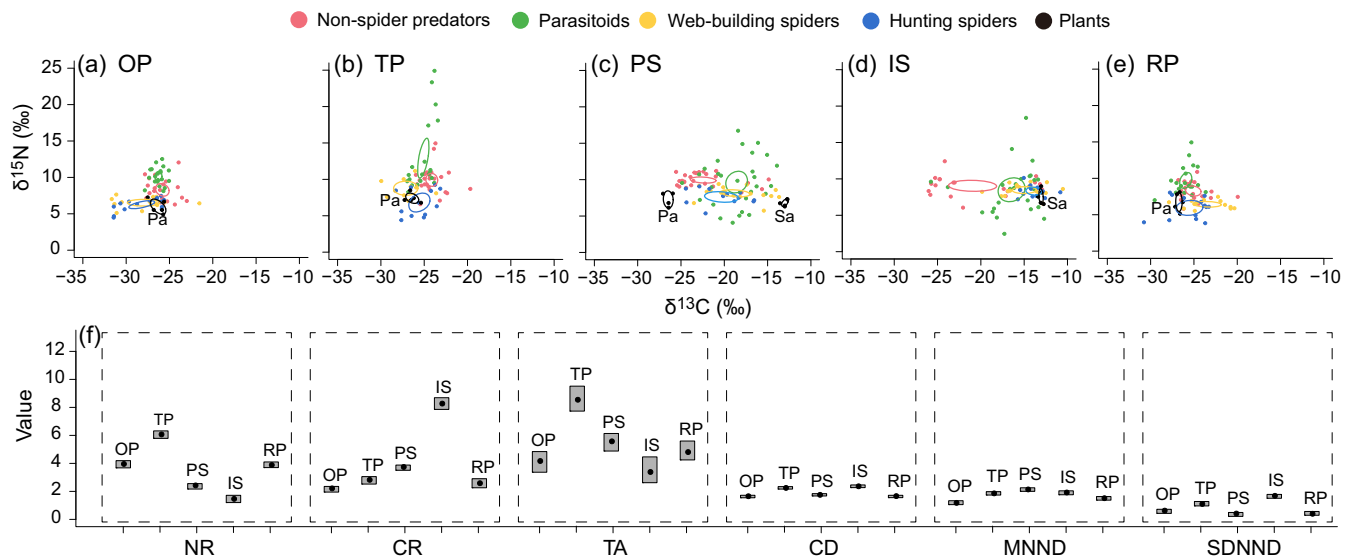 Non-spider predators Parasitoids Web-building spiders Hunting spiders Plants
(a) OP (b) TP (c) PS (d) IS (e) RP
δ¹⁵N (‰)
25
20
15
10
5
0
Pa Pa Pa Sa Sa Pa
−35 −30 −25 −20 −15 −10 −35 −30 −25 −20 −15 −10 −35 −30 −25 −20 −15 −10 −35 −30 −25 −20 −15 −10 −35 −30 −25 −20 −15 −10
δ¹³C (‰)
(f)
Value
12
10
8
6
4
2
0
OP TP PS IS RP
OP TP PS IS RP
OP TP PS IS RP
OP TP PS IS RP
OP TP PS IS RP
OP TP PS IS RP
NR CR TA CD MNND SDNND